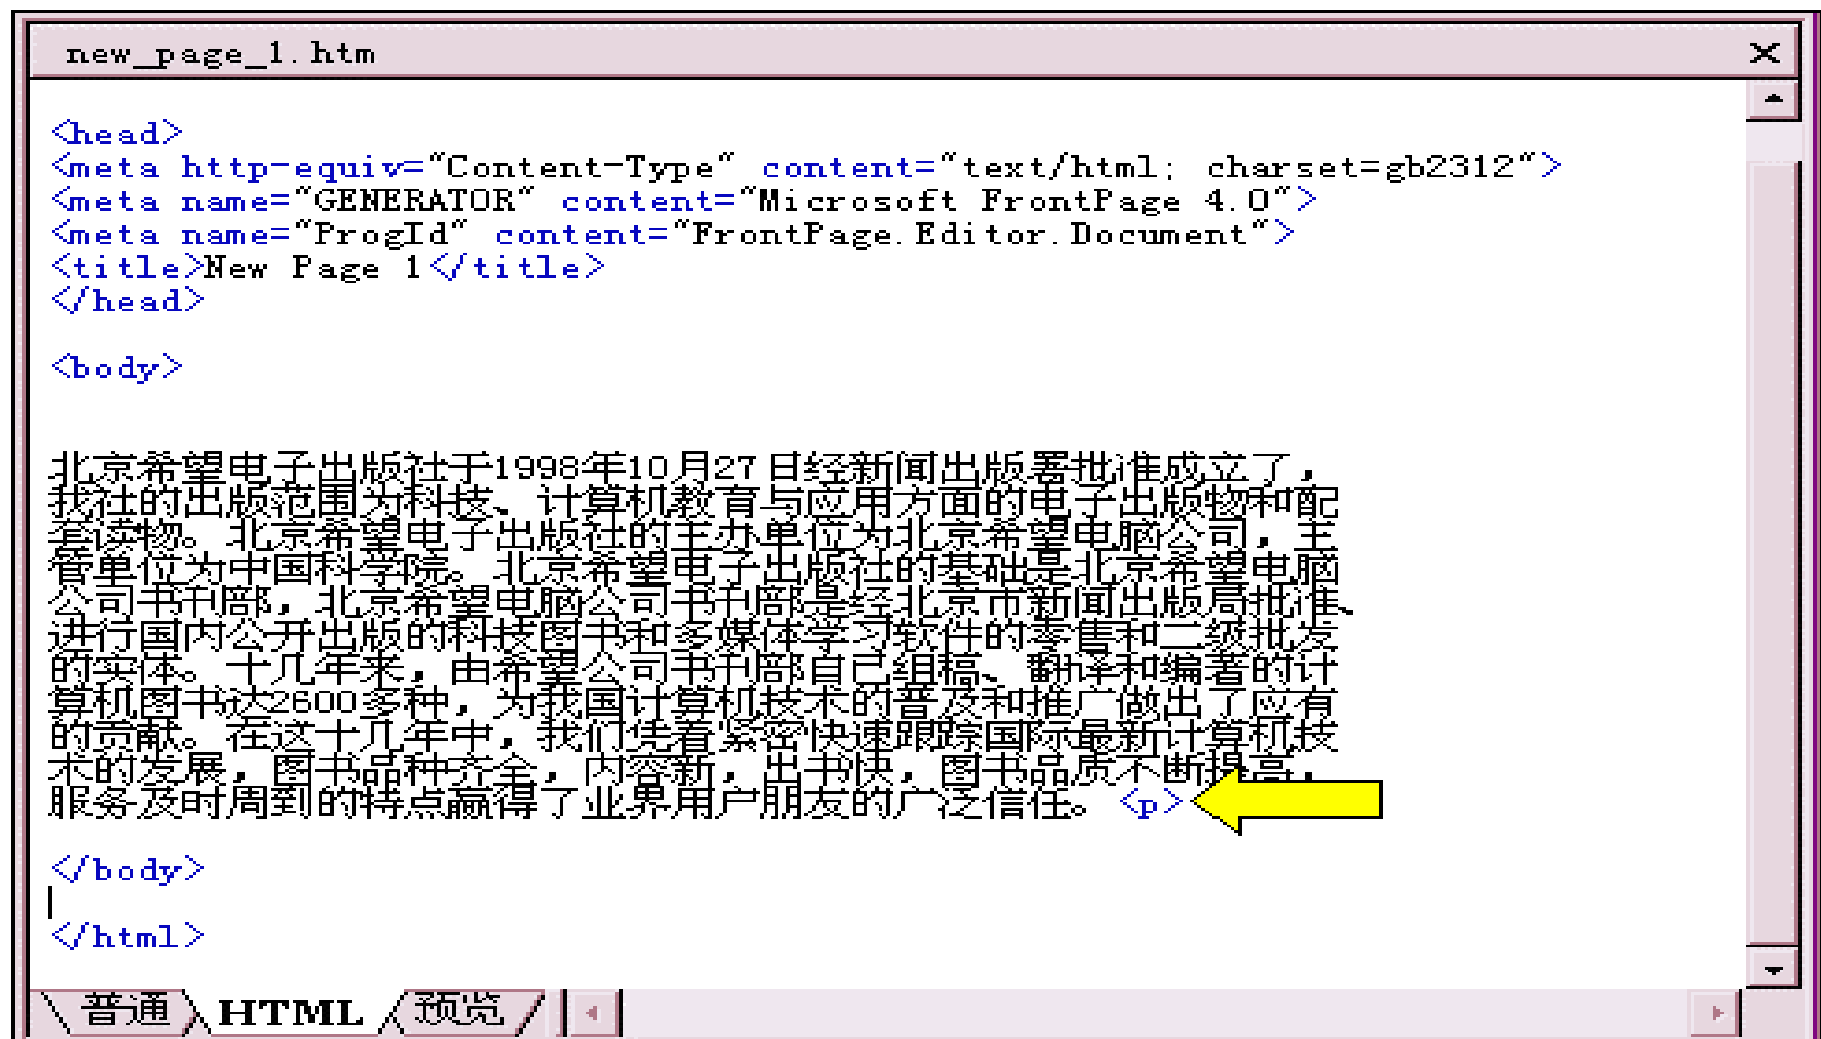 new_page_1.htm
<head>
<meta http-equiv="Content-Type" content="text/html; charset=gb2312">
<meta name="GENERATOR" content="Microsoft FrontPage 4.0">
<meta name="ProgId" content="FrontPage.Editor.Document">
<title>New Page 1</title>
</head>
<body>
北京希望电子出版社于1998年10月27日经新闻出版署批准成立了，
我社的出版范围为科技、计算机教育与应用方面的电子出版物和配
套读物。北京希望电子出版社的主办单位为北京希望电脑公司，主
管单位为中国科学院。北京希望电子出版社的基础是北京希望电脑
公司书刊部，北京希望电脑公司书刊部是经北京市新闻出版局批准、
进行国内公开出版的科技图书和多媒体学习软件的零售和二级批发
的实体。十几年来，由希望公司书刊部自己组稿、翻译和编著的计
算机图书达2600多种，为我国计算机技术的普及和推广做出了应有
的贡献。在这十几年中，我们凭着紧密快速跟踪国际最新计算机技
术的发展，图书品种齐全，内容新，出书快，图书品质不断提高，
服务及时周到的特点赢得了业界用户朋友的广泛信任。 <p>
</body>
</html>
普通 HTML 预览